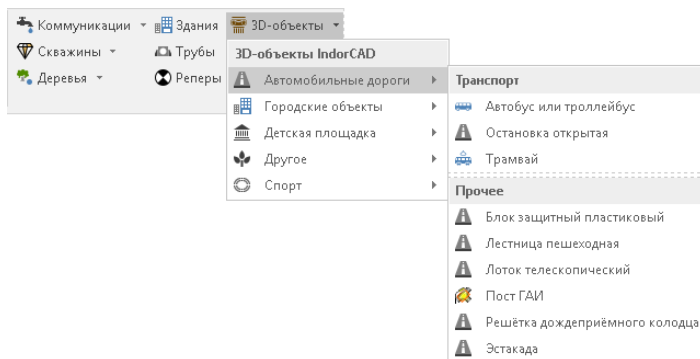 Коммуникации
Здания
3D-объекты
Скважины
Трубы
Деревья
Реперы
3D-объекты IndorCAD
Автомобильные дороги
Городские объекты
Детская площадка
Другое
Спорт
Транспорт
Автобус или троллейбус
Остановка открытая
Трамвай
Прочее
Блок защитный пластиковый
Лестница пешеходная
Лоток телескопический
Пост ГАИ
Решётка дождеприёмного колодца
Эстакада